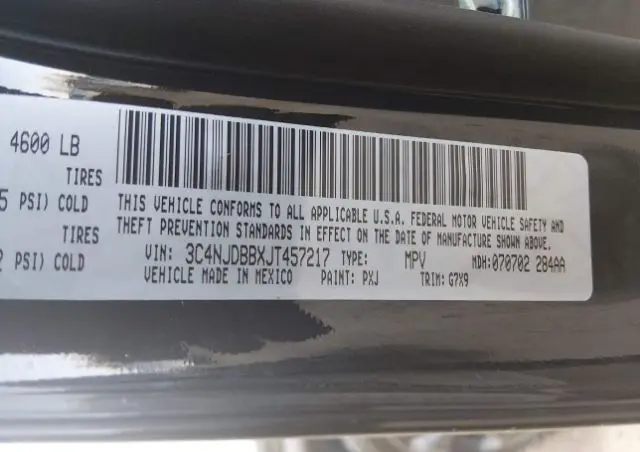 4600 LB
TIRES
5 PSI) COLD
TIRES
2 PSI) COLD
THIS VEHICLE CONFORMS TO ALL APPLICABLE U.S.A. FEDERAL MOTOR VEHICLE SAFETY AND
THEFT PREVENTION STANDARDS IN EFFECT ON THE DATE OF MANUFACTURE SHOWN ABOVE.
VIN: 3C4NJDBBXJT457217 TYPE: MPV MDH:070702 284AA
VEHICLE MADE IN MEXICO PAINT: PXJ TRIM: G7X9